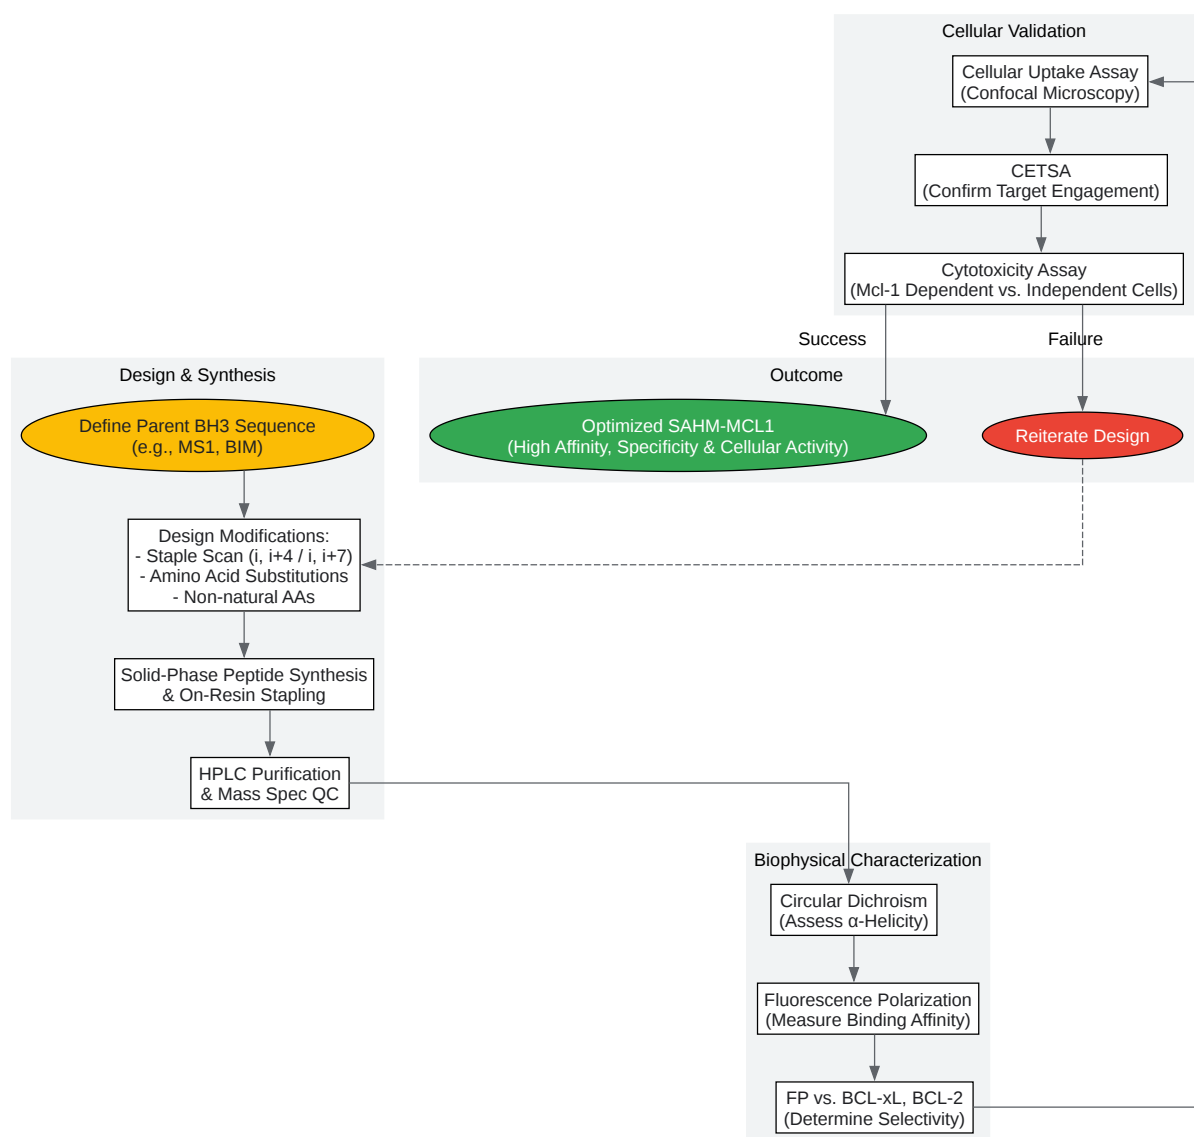 Cellular Validation
Cellular Uptake Assay
(Confocal Microscopy)
CETSA
(Confirm Target Engagement)
Cytotoxicity Assay
(Mcl-1 Dependent vs. Independent Cells)
Success
Failure
Outcome
Optimized SAHM-MCL1
(High Affinity, Specificity & Cellular Activity)
Reiterate Design
Design & Synthesis
Define Parent BH3 Sequence
(e.g., MS1, BIM)
Design Modifications:
- Staple Scan (i, i+4 / i, i+7)
- Amino Acid Substitutions
- Non-natural AAs
Solid-Phase Peptide Synthesis
& On-Resin Stapling
HPLC Purification
& Mass Spec QC
Biophysical Characterization
Circular Dichroism
(Assess α-Helicity)
Fluorescence Polarization
(Measure Binding Affinity)
FP vs. BCL-xL, BCL-2
(Determine Selectivity)